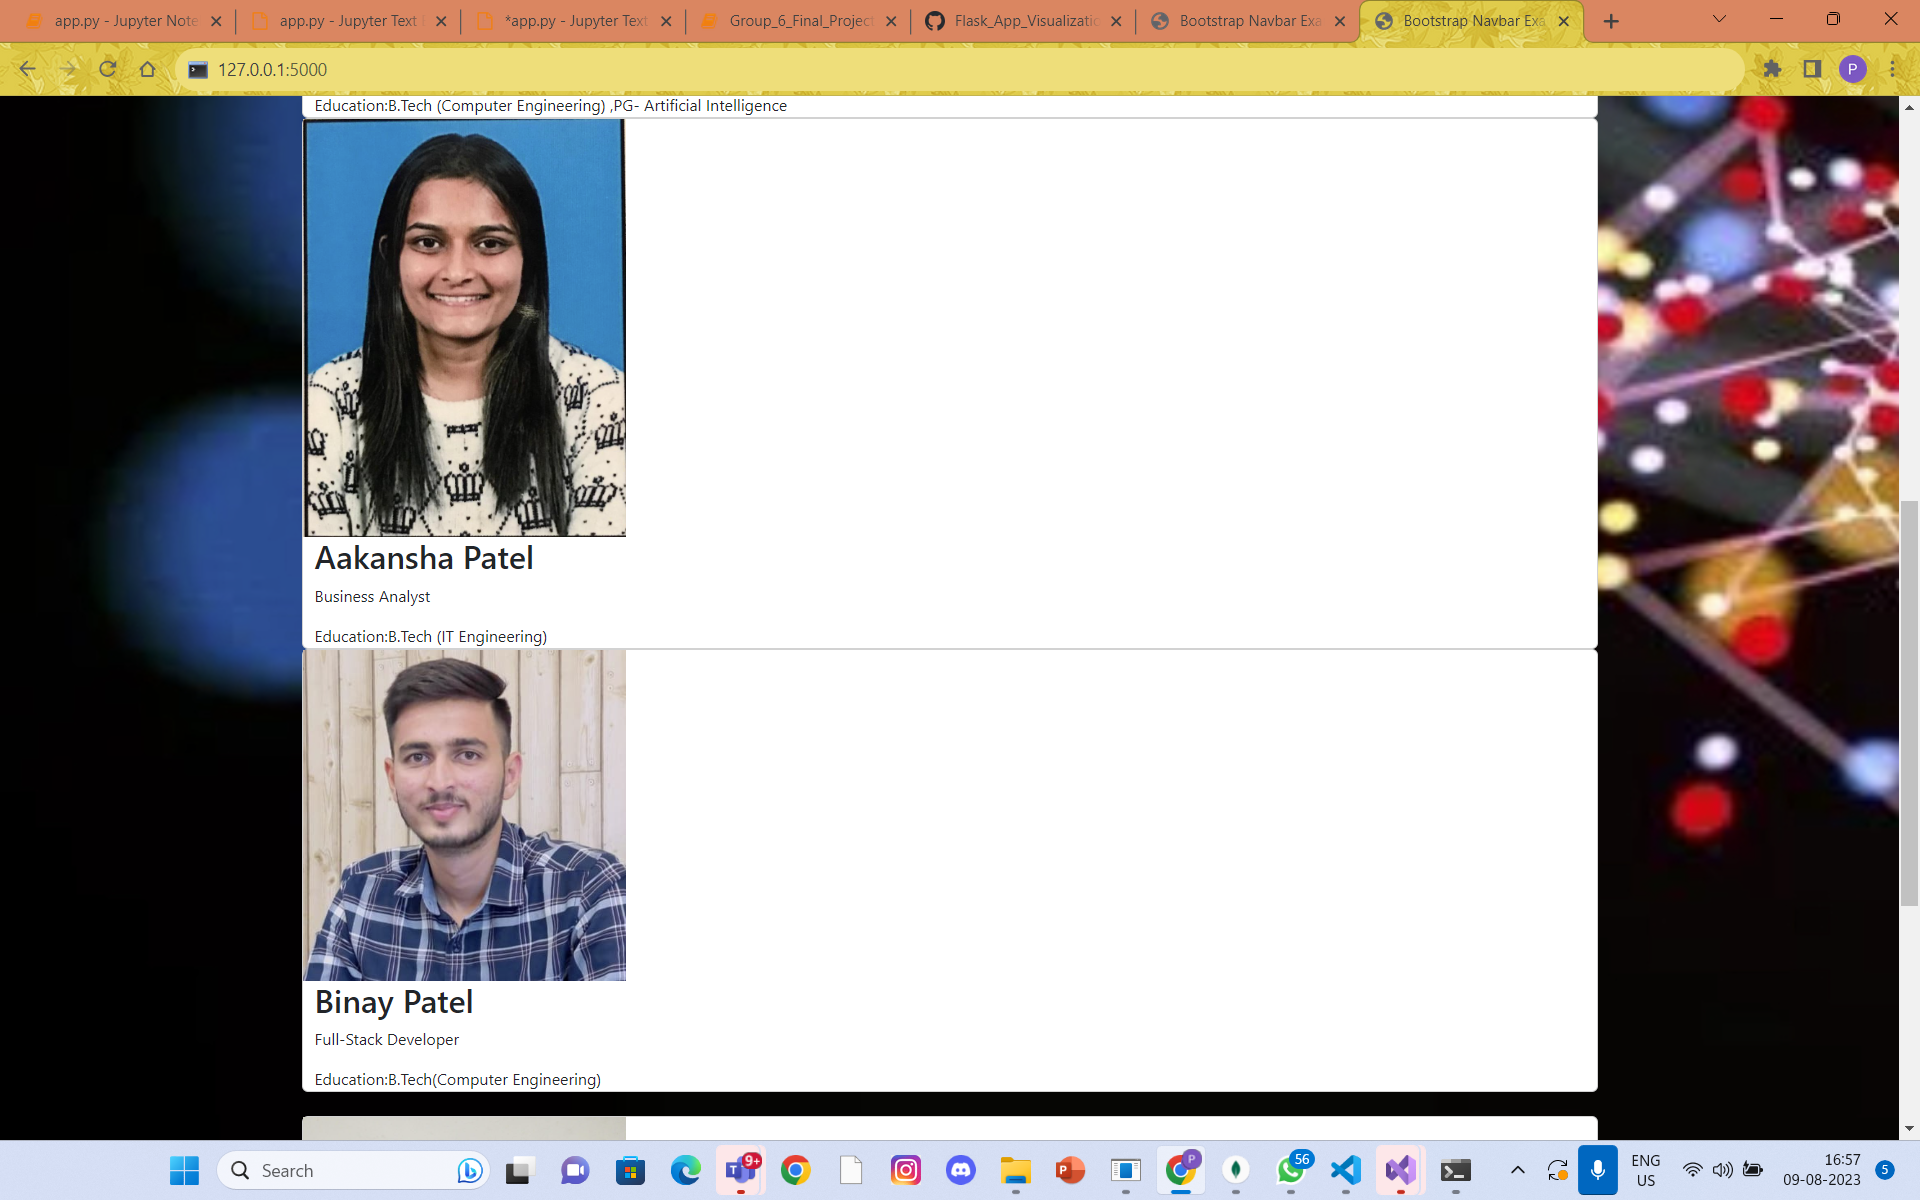 app.py - Jupyter Note
app.py - Jupyter Text
*app.py - Jupyter Text
Group_6_Final_Project
Flask_App_Visualizatio
Bootstrap Navbar Exa
Bootstrap Navbar Exa
127.0.0.1:5000
P
Education:B.Tech (Computer Engineering) ,PG- Artificial Intelligence
Aakansha Patel
Business Analyst
Education:B.Tech (IT Engineering)
Binay Patel
Full-Stack Developer
Education:B.Tech(Computer Engineering)
Search
9+
P
56
ENG
US
16:57
09-08-2023
5